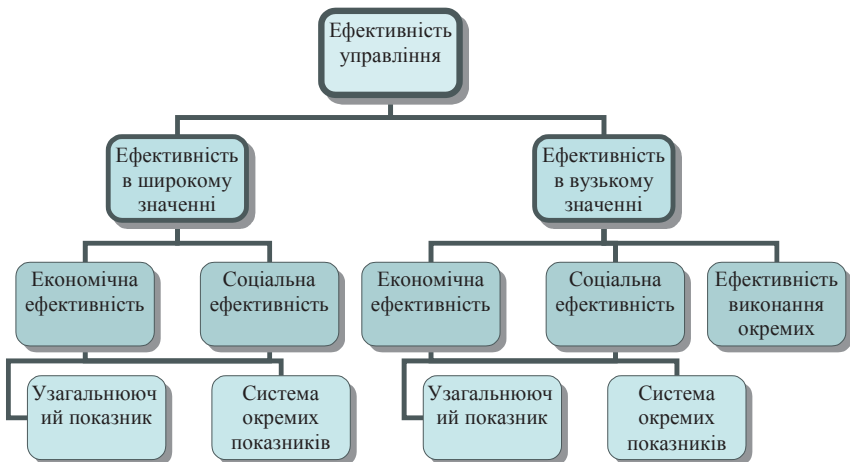 Ефективність
управління
Ефективність
в широкому
значенні
Ефективність
в вузькому
значенні
Економічна
ефективність
Соціальна
ефективність
Економічна
ефективність
Соціальна
ефективність
Ефективність
виконання
окремих
Узагальнююч
ий показник
Система
окремих
показників
Узагальнююч
ий показник
Система
окремих
показників